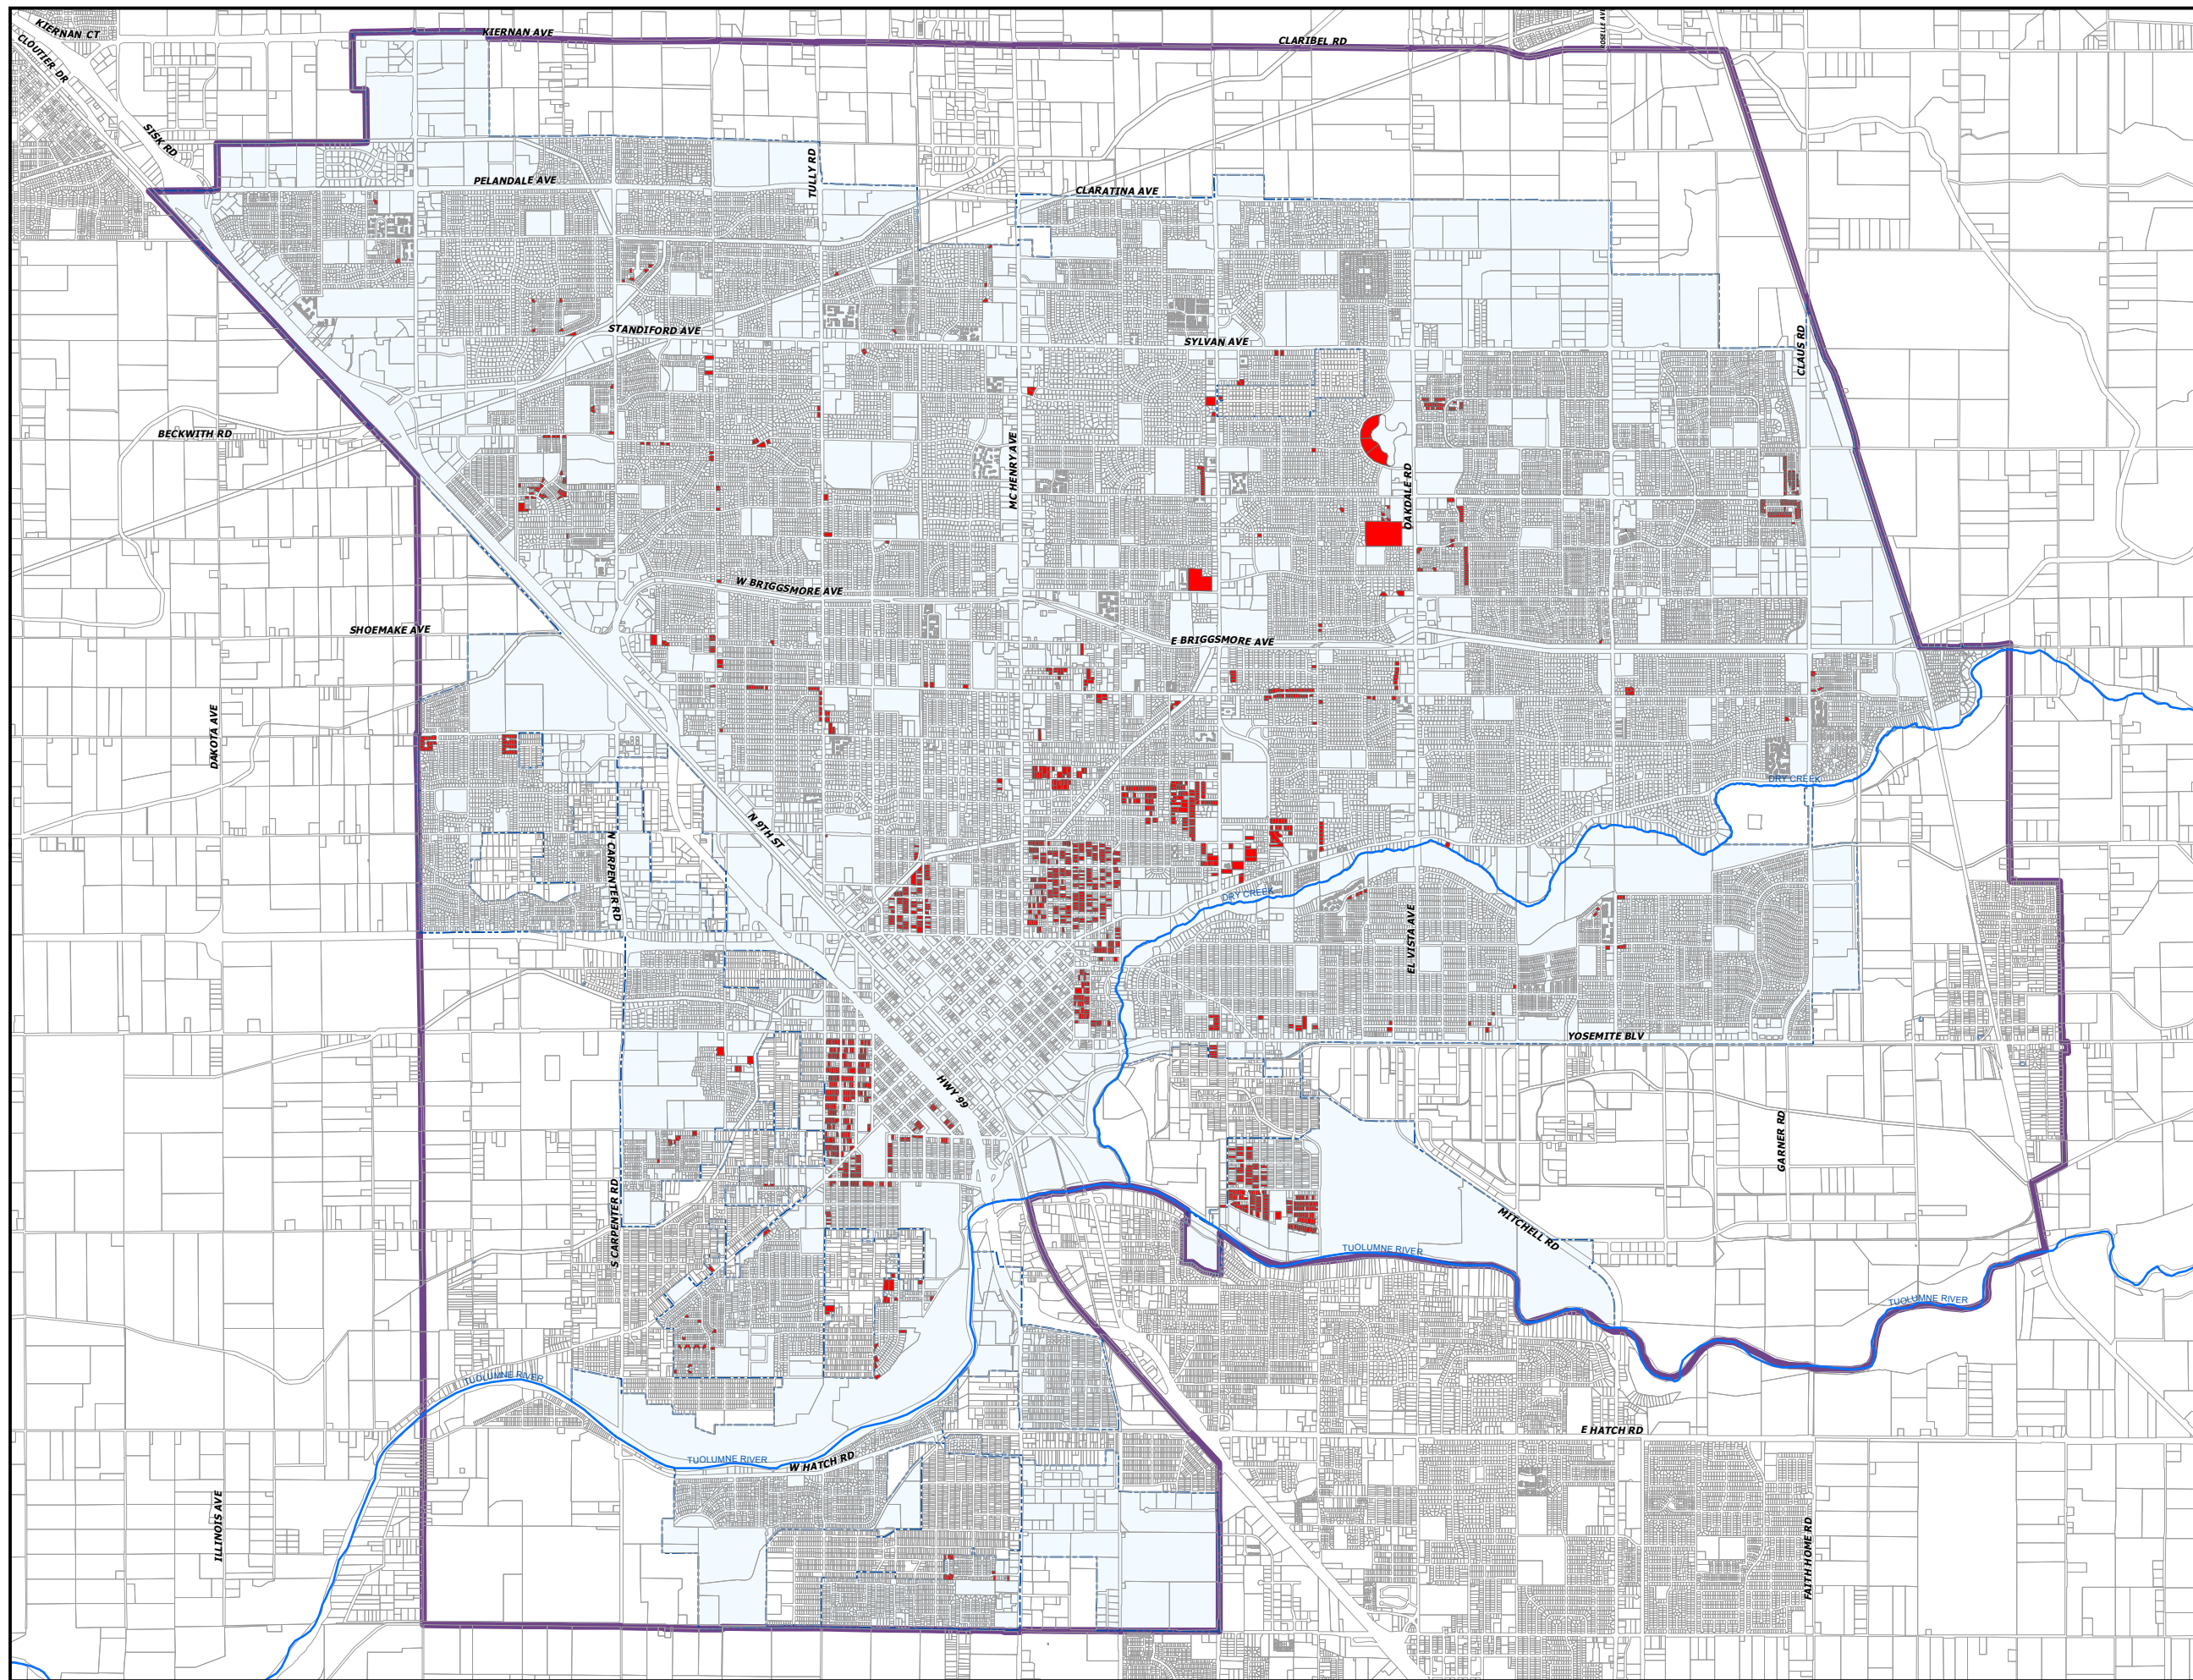 KIERNAN CT
CLOUTIER DR
KIERNAN AVE
CLARIBEL RD
ROSELLE AVE
SISK RD
TULLY RD
PELANDALE AVE
CLARATINA AVE
STANDIFORD AVE
SYLVAN AVE
CLAUS RD
BECKWITH RD
MC HENRY AVE
OAKDALE RD
W BRIGGSMORE AVE
SHOEMAKE AVE
E BRIGGSMORE AVE
DAKOTA AVE
DRY CREEK
N 9TH ST
N CARPENTER RD
DRY CREEK
EL VISTA AVE
YOSEMITE BLV
HWY 99
GARNER RD
S CARPENTER RD
MITCHELL RD
TUOLUMNE RIVER
TUOLUMNE RIVER
TUOLUMNE RIVER
E HATCH RD
TUOLUMNE RIVER
W HATCH RD
ILLINOIS AVE
FAITH HOME RD